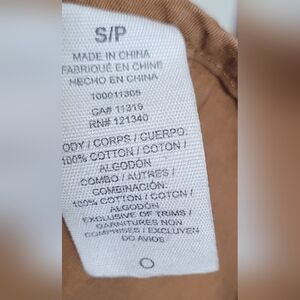 S/P
MADE IN CHINA
FABRIQUÉ EN CHINE
HECHO EN CHINA
100011305
CA# 11316
RN# 121340
ODY / CORPS / CUERPO:
100% COTTON / COTON /
ALGODÓN
COMBO / AUTRES /
COMBINACIÓN:
100% COTTON / COTON /
ALGODÓN
EXCLUSIVE OF TRIMS /
GARNITURES NON
COMPRISES / EXCLUYEN
DO AVIOS